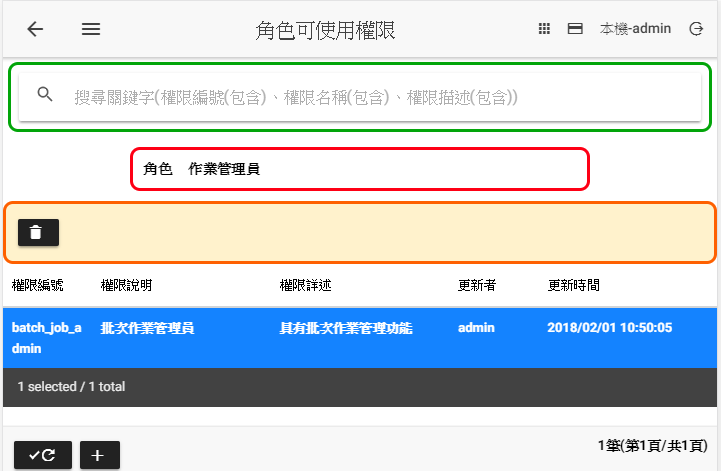 角色可使用權限
本機-admin
搜尋關鍵字(權限編號(包含)、權限名稱(包含)、權限描述(包含))
角色 作業管理員
權限編號 權限說明 權限詳述 更新者 更新時間
batch_job_a 批次作業管理員 具有批次作業管理功能 admin 2018/02/01 10:50:05
dmin
1 selected / 1 total
1筆(第1頁/共1頁)